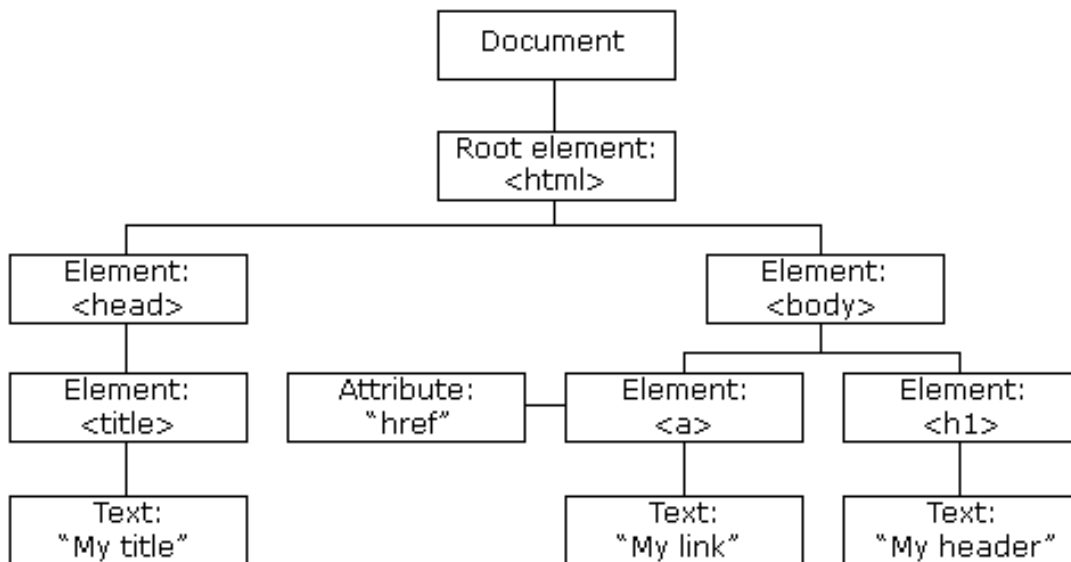 Document
Root element:
<html>
Element:
<head>
Element:
<body>
Element:
<title>
Attribute:
“href”
Element:
<a>
Element:
<h1>
Text:
“My title”
Text:
“My link”
Text:
“My header”